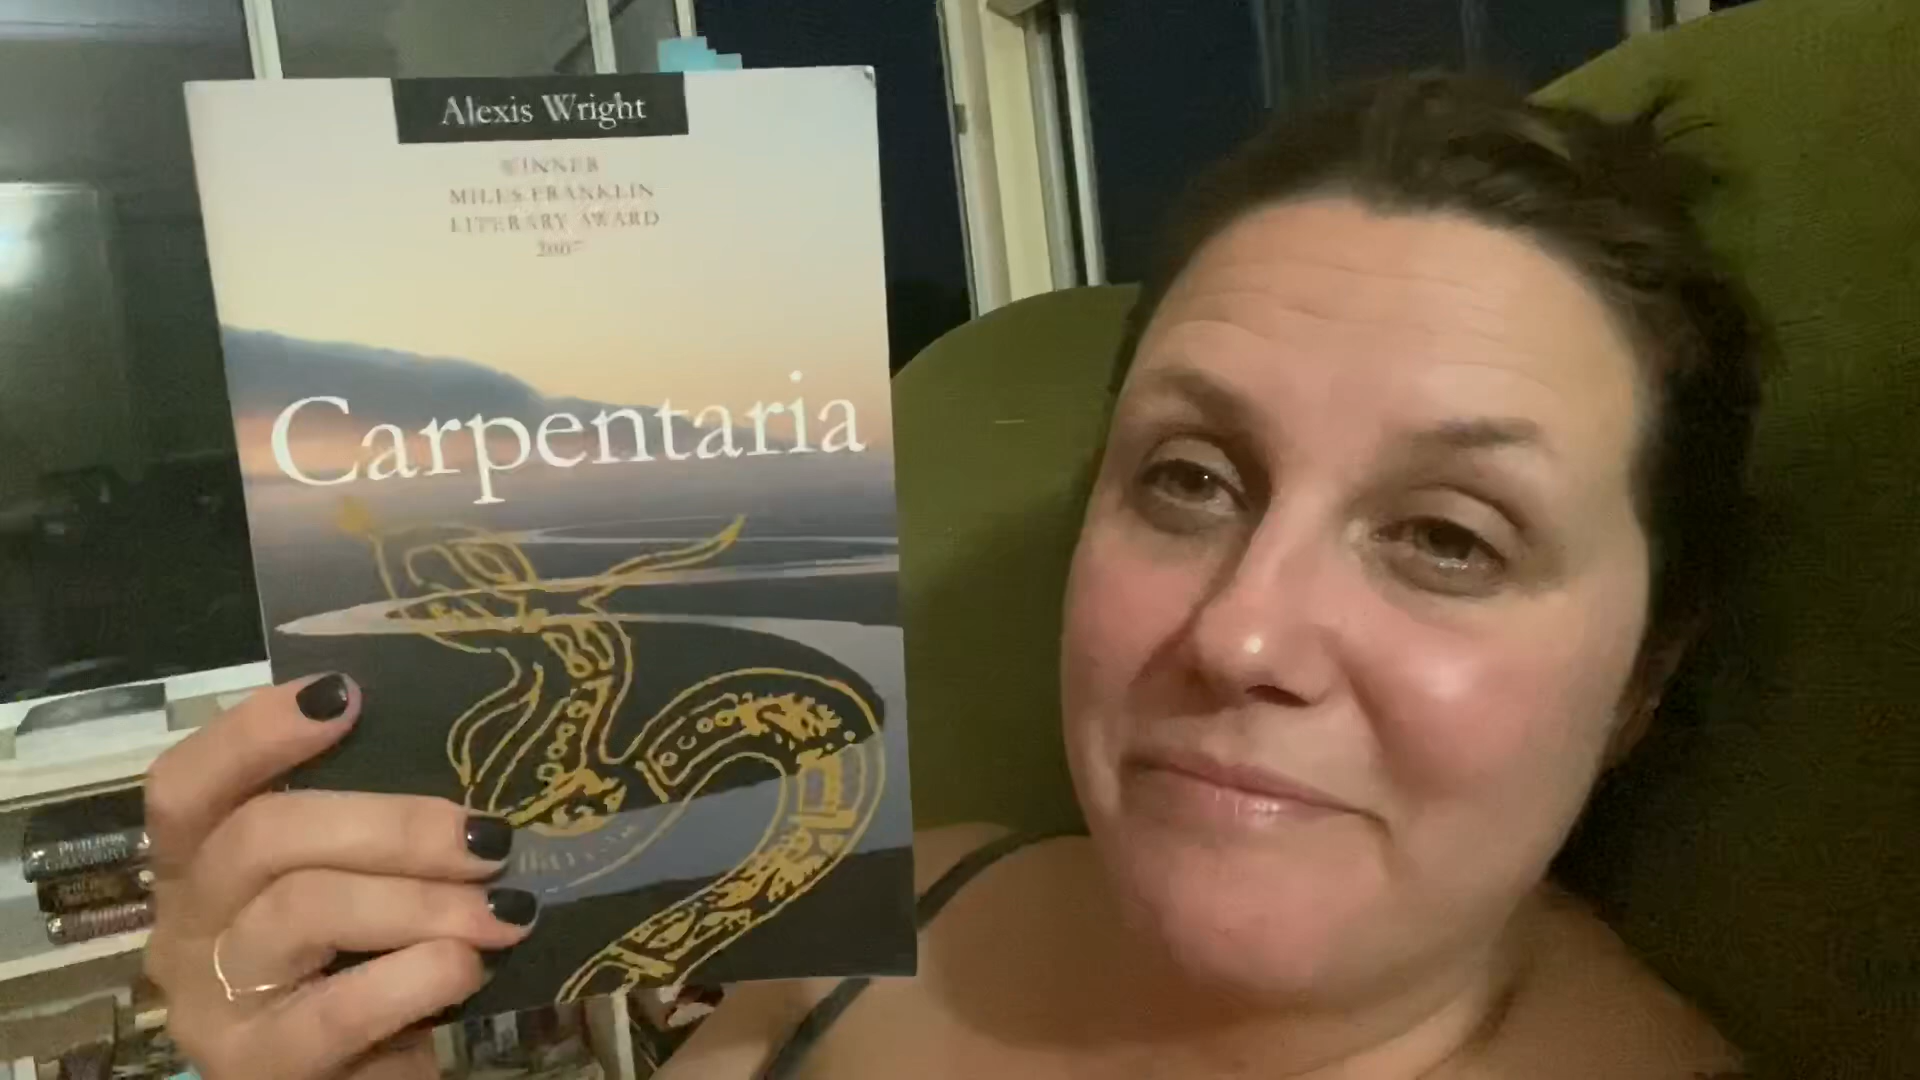 Alexis Wright
WINNER
MILES FRANKLIN
LITERARY AWARD
2007
Carpentaria